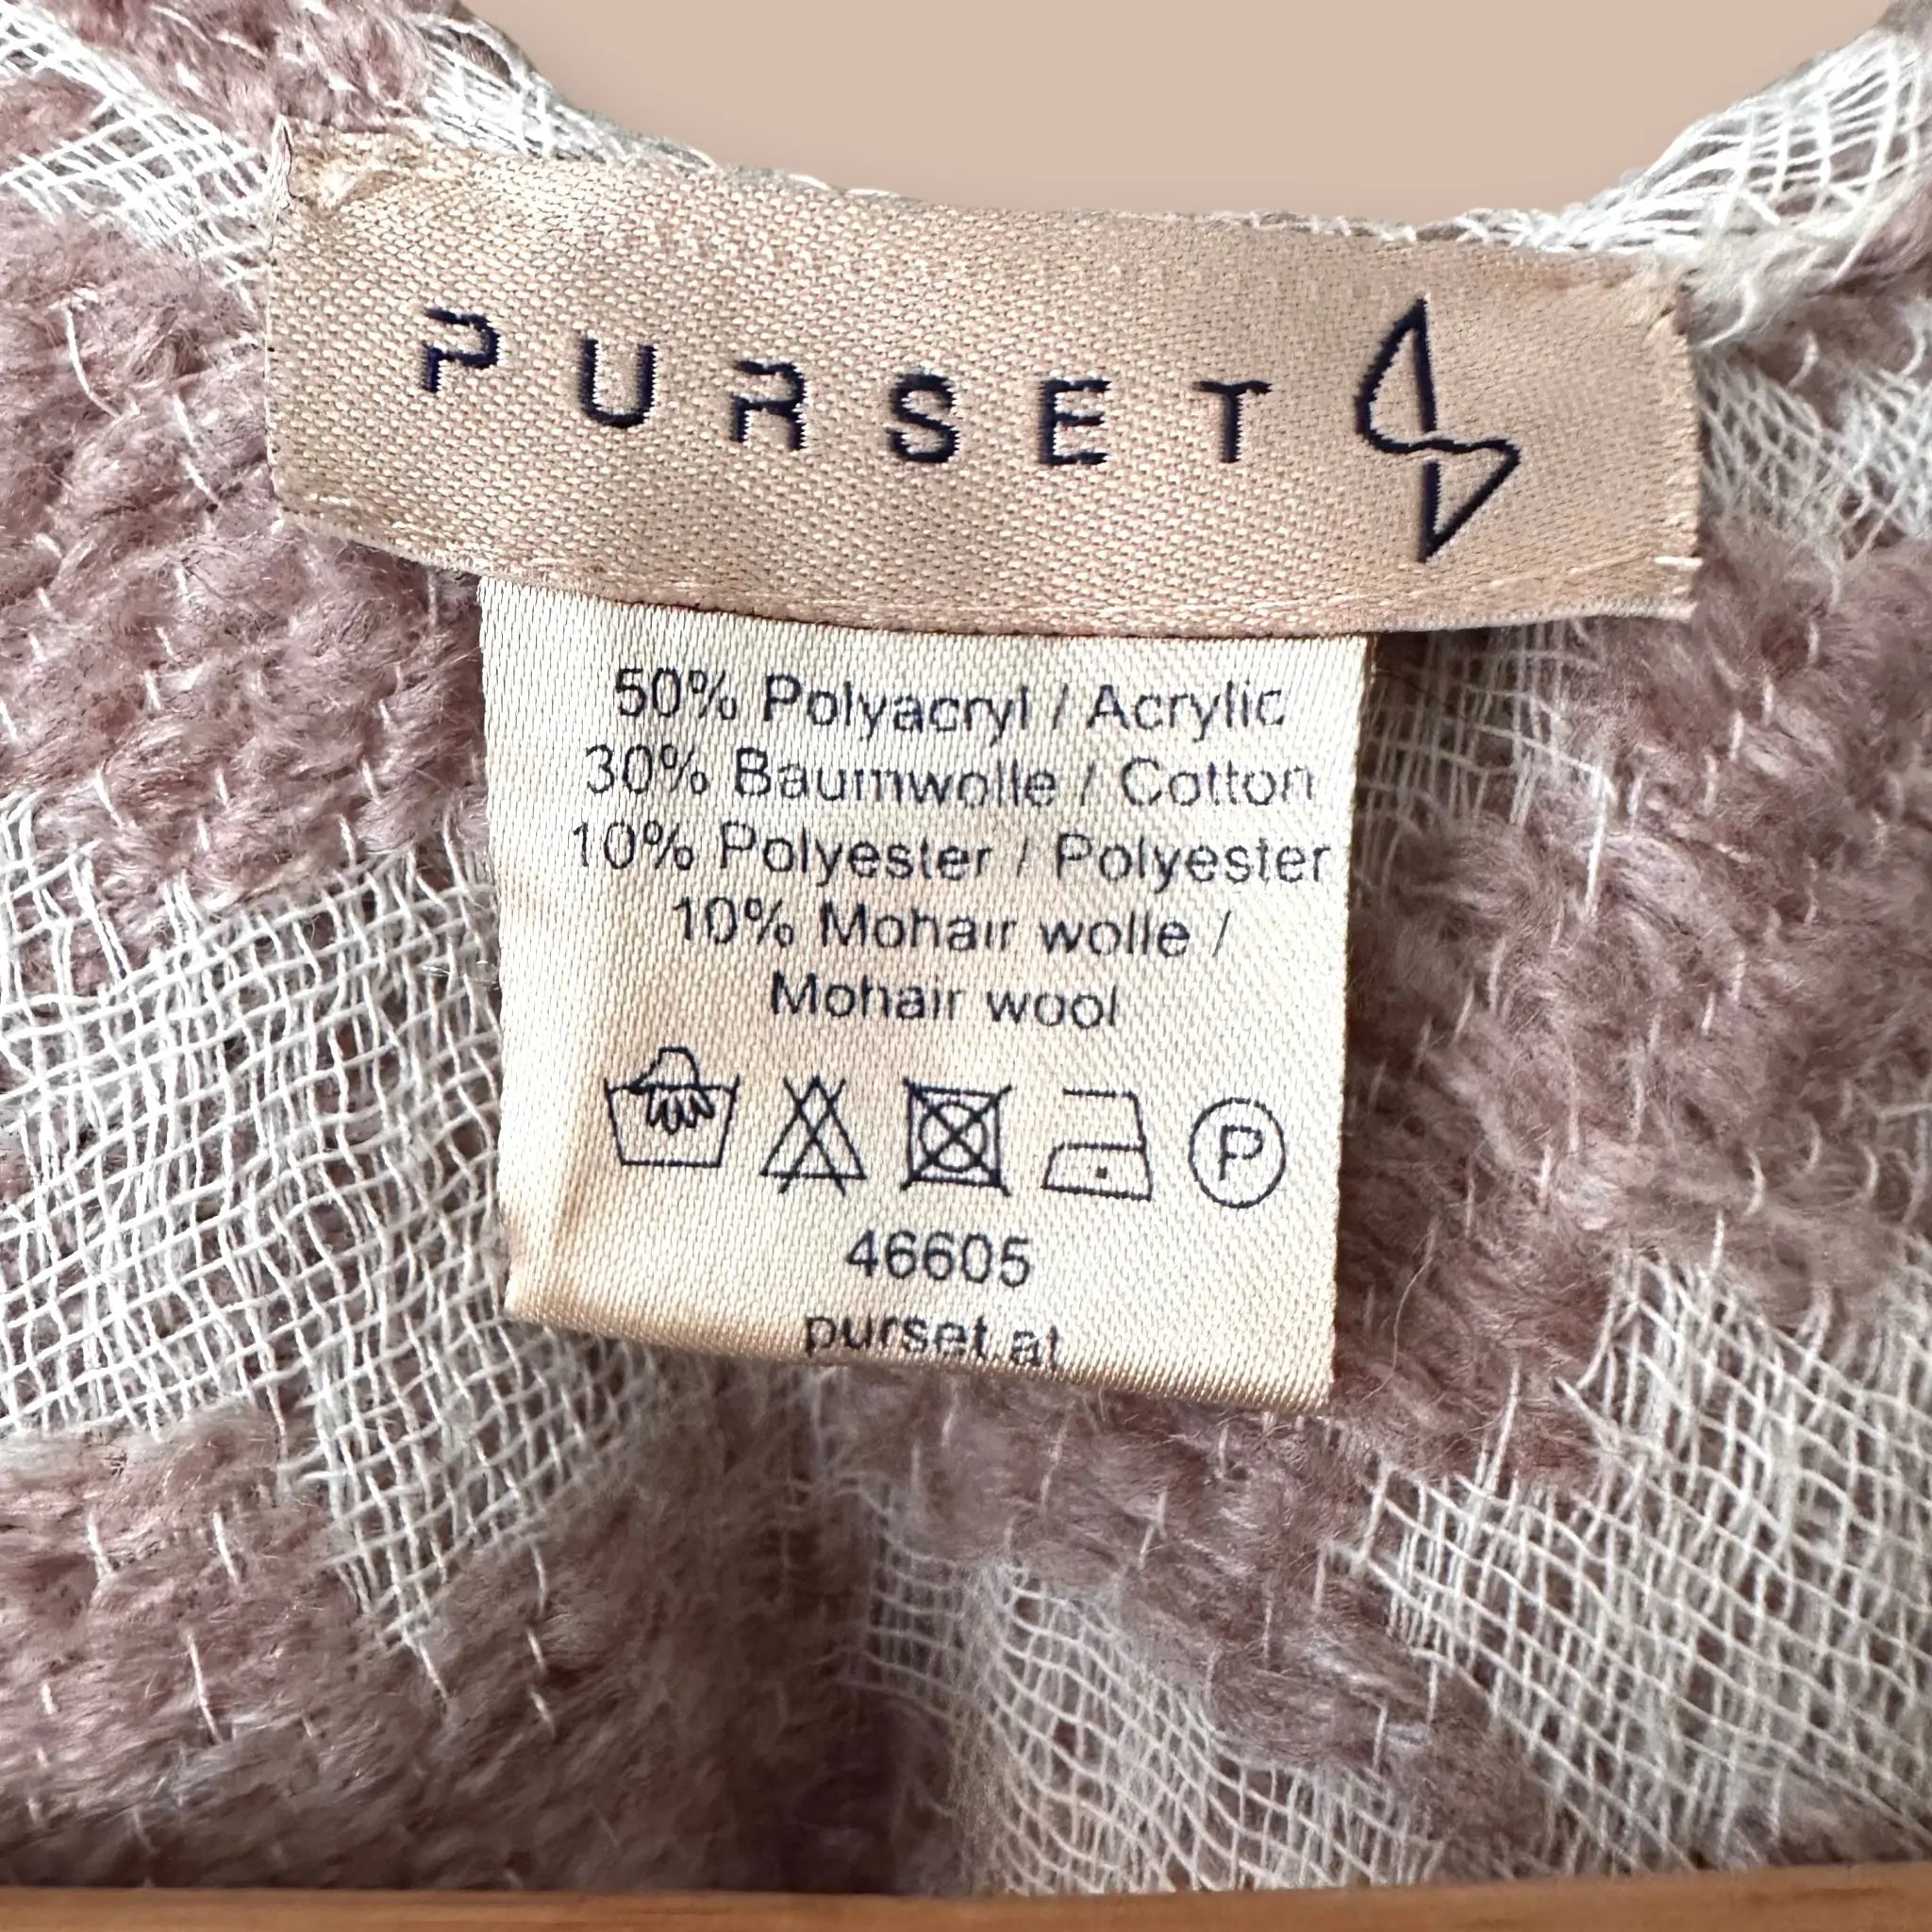 PURSET
50% Polyacryl / Acrylic
30% Baumwolle / Cotton
10% Polyester / Polyester
10% Mohair wolle /
Mohair wool
P
46605
purset.at